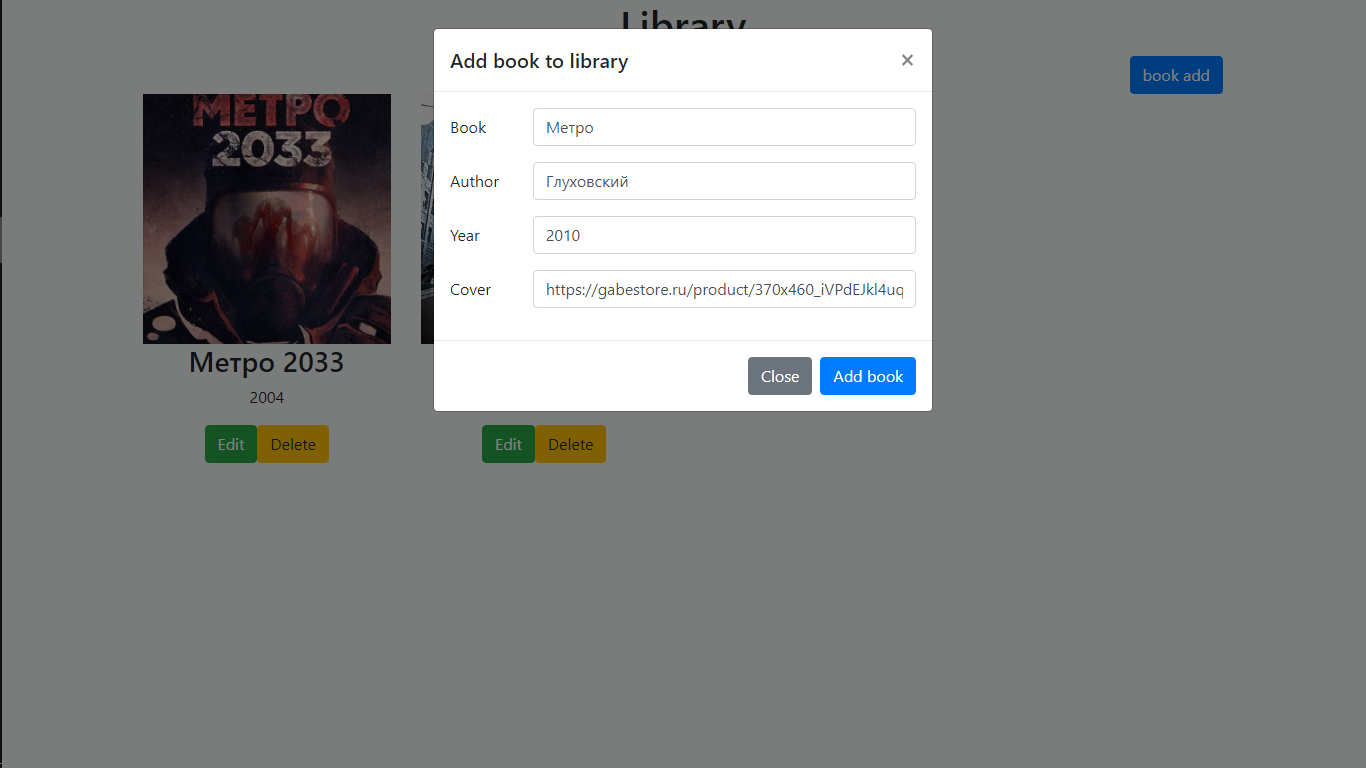 Library
Add book to library
×
book add
МЕТРО
2033
Book
Метро
Author
Глуховский
Year
2010
Cover
https://gabestore.ru/product/370x460_iVPdEJkl4uq
Метро 2033
2004
Close
Add book
Edit
Delete
Edit
Delete